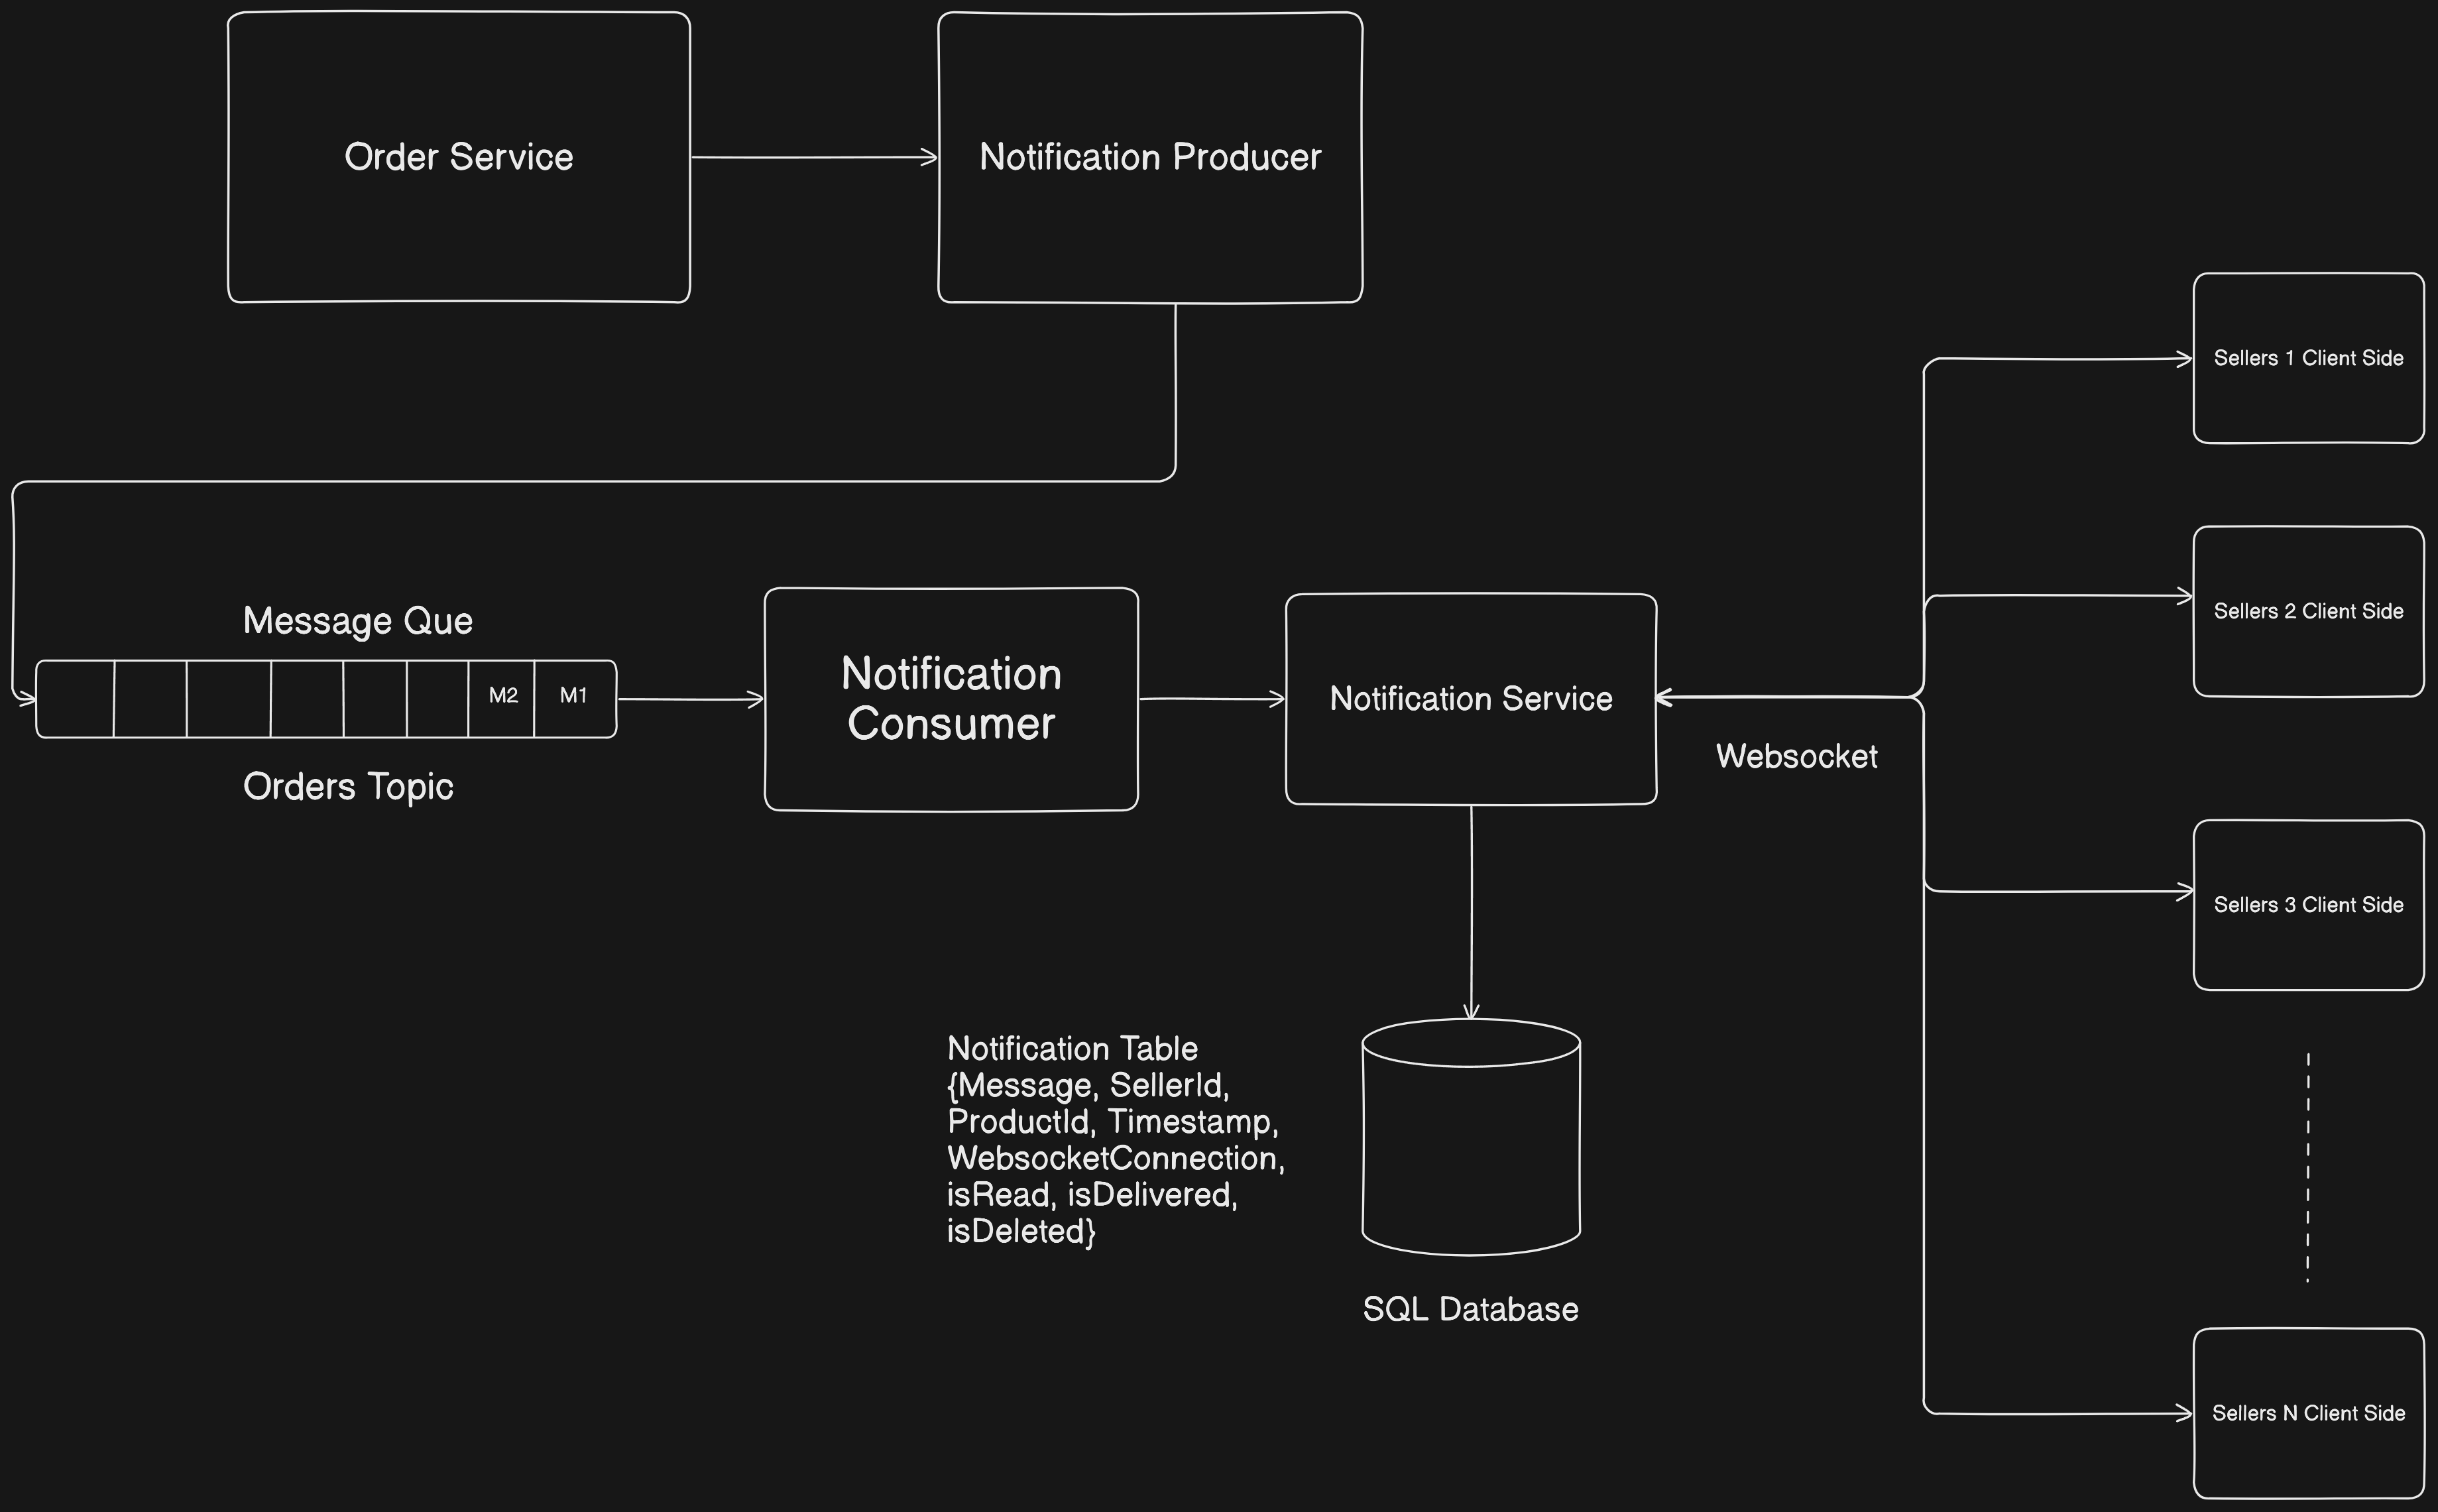 Order Service
Notification Producer
Sellers 1 Client Side
Sellers 2 Client Side
Message Que
M2
M1
Orders Topic
Notification
Consumer
Notification Service
Websocket
Sellers 3 Client Side
Notification Table
{Message, SellerId,
ProductId, Timestamp,
WebsocketConnection,
isRead, isDelivered,
isDeleted}
SQL Database
Sellers N Client Side